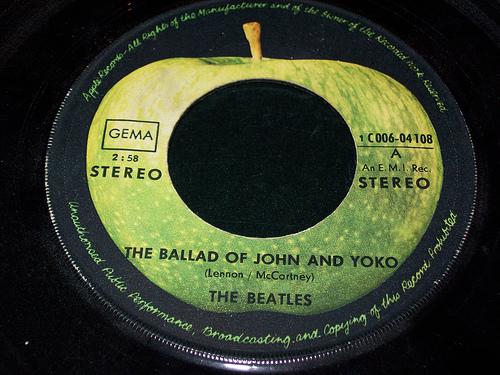 Apple Records-All Rights of the Manufacturer and of the Owner of the Recorded Work Reserved
GEMA
2:58
STEREO
1C006-04108
A
An E.M.I. Rec.
STEREO
THE BALLAD OF JOHN AND YOKO
(Lennon / McCartney)
THE BEATLES
Unauthorised Public Performance, Broadcasting and Copying of this Record Prohibited